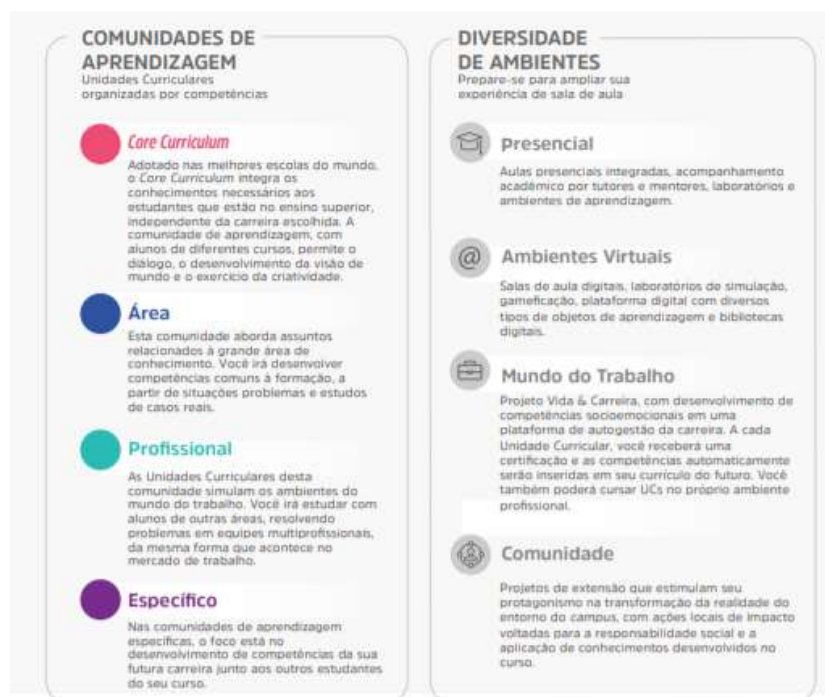 COMUNIDADES DE
APRENDIZAGEM
Unidades Curriculares
organizadas por competências
Core Curriculum
Adotado nas melhores escolas do mundo,
o Core Curriculum integra os
conhecimentos necessários aos
estudantes que estão no ensino superior,
independente da carreira escolhida. A
comunidade de aprendizagem, com
alunos de diferentes cursos, permite o
diálogo, o desenvolvimento da visão de
mundo e o exercício da criatividade.
Área
Esta comunidade aborda assuntos
relacionados à grande área de
conhecimento. Você irá desenvolver
competências comuns à formação, a
partir de situações problemas e estudos
de casos reais.
Profissional
As Unidades Curriculares desta
comunidade simulam os ambientes do
mundo do trabalho. Você irá estudar com
alunos de outras áreas, resolvendo
problemas em equipes multiprofissionais,
da mesma forma que acontece no
mercado de trabalho.
Específico
Nas comunidades de aprendizagem
específicas, o foco está no
desenvolvimento de competências da sua
futura carreira junto aos outros estudantes
do seu curso.
DIVERSIDADE
DE AMBIENTES
Prepare-se para ampliar sua
experiência de sala de aula
Presencial
Aulas presenciais integradas, acompanhamento
acadêmico por tutores e mentores, laboratórios e
ambientes de aprendizagem.
@ Ambientes Virtuais
Salas de aula digitais, laboratórios de simulação,
gameficação, plataforma digital com diversos
tipos de objetos de aprendizagem e bibliotecas
digitais.
Mundo do Trabalho
Projeto Vida & Carreira, com desenvolvimento de
competências socioemocionais em uma
plataforma de autogestão da carreira. A cada
Unidade Curricular, você receberá uma
certificação e as competências automaticamente
serão inseridas em seu currículo do futuro. Você
também poderá cursar UCs no próprio ambiente
profissional.
Comunidade
Projetos de extensão que estimulam seu
protagonismo na transformação da realidade do
entorno do campus, com ações locais de impacto
voltadas para a responsabilidade social e a
aplicação de conhecimentos desenvolvidos no
curso.